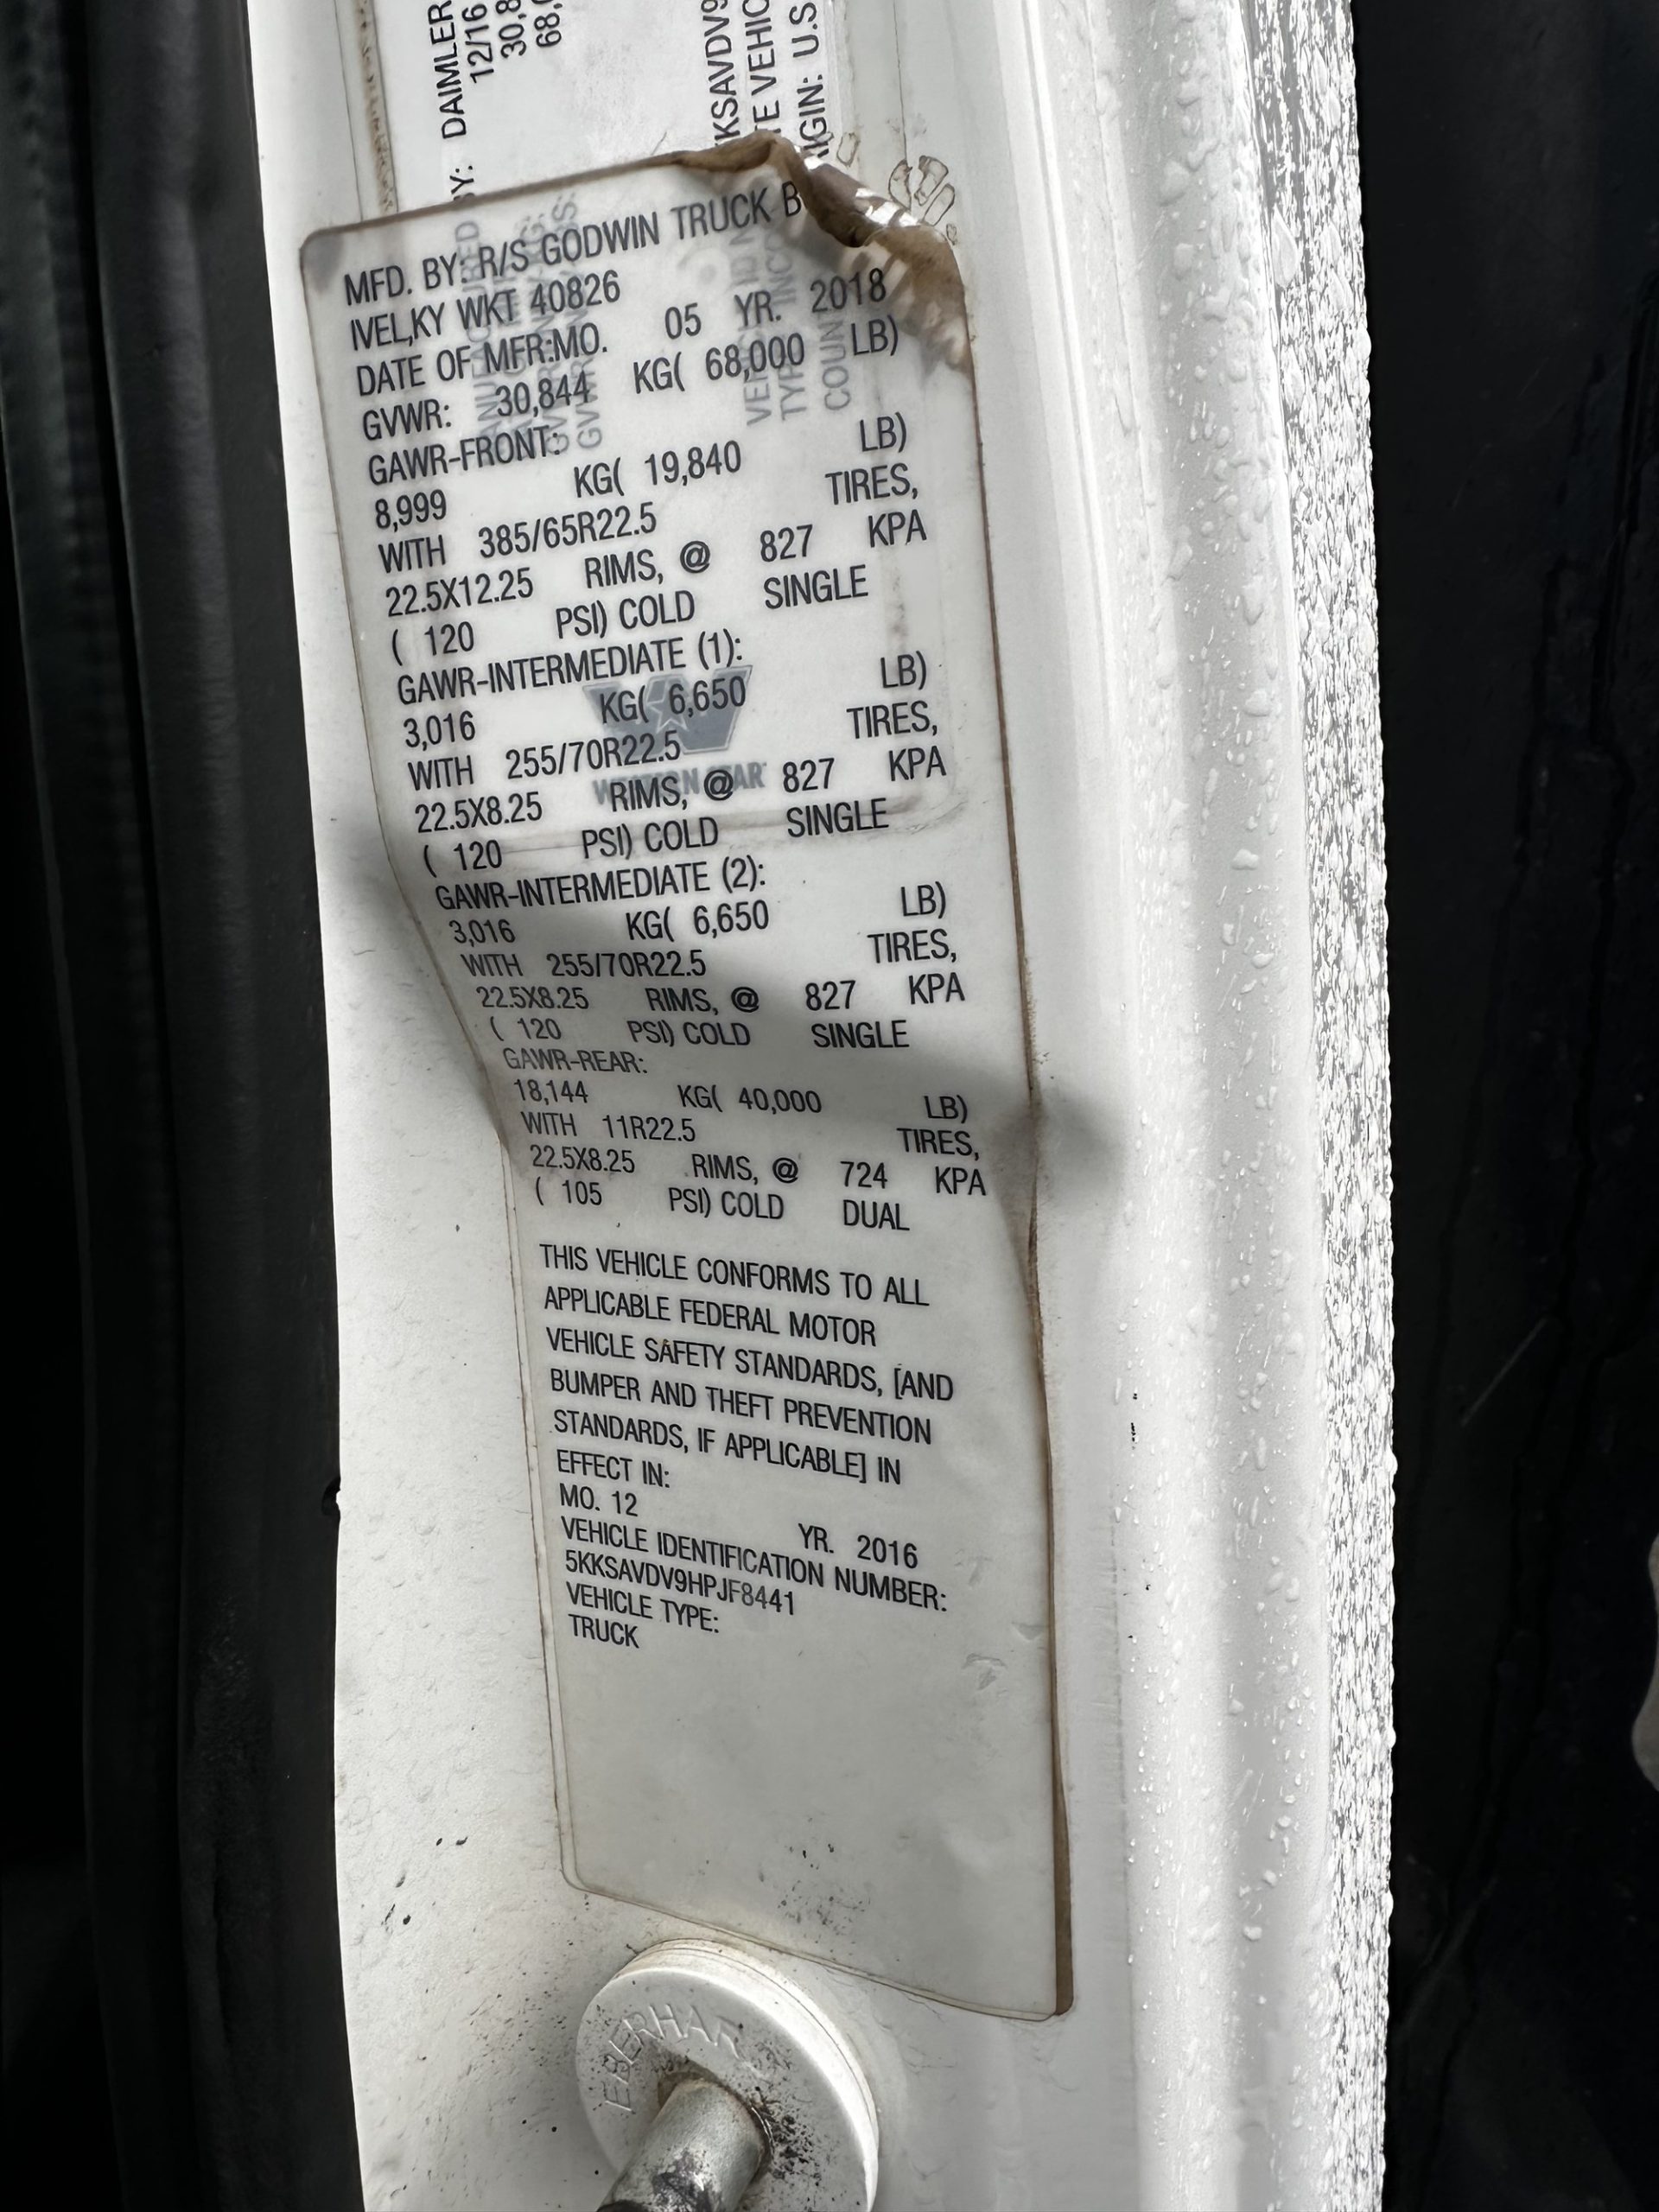 DAIMLER
12/16
KSAVDV9
MFD. BY: R/S GODWIN TRUCK B
IVEL,KY WKT 40826
DATE OF MFR:MO. 05 YR. 2018
GVWR: 30,844 KG( 68,000 LB)
GAWR-FRONT:
8,999 KG( 19,840 LB)
WITH 385/65R22.5 TIRES,
22.5X12.25 RIMS, @ 827 KPA
( 120 PSI) COLD SINGLE
GAWR-INTERMEDIATE (1):
3,016 KG( 6,650 LB)
WITH 255/70R22.5 TIRES,
22.5X8.25 RIMS, @ 827 KPA
( 120 PSI) COLD SINGLE
GAWR-INTERMEDIATE (2):
3,016 KG( 6,650 LB)
WITH 255/70R22.5 TIRES,
22.5X8.25 RIMS, @ 827 KPA
( 120 PSI) COLD SINGLE
GAWR-REAR:
18,144 KG( 40,000 LB)
WITH 11R22.5 TIRES,
22.5X8.25 RIMS, @ 724 KPA
( 105 PSI) COLD DUAL
THIS VEHICLE CONFORMS TO ALL
APPLICABLE FEDERAL MOTOR
VEHICLE SAFETY STANDARDS, [AND
BUMPER AND THEFT PREVENTION
STANDARDS, IF APPLICABLE] IN
EFFECT IN:
MO. 12 YR. 2016
VEHICLE IDENTIFICATION NUMBER:
5KKSAVDV9HPJF8441
VEHICLE TYPE:
TRUCK